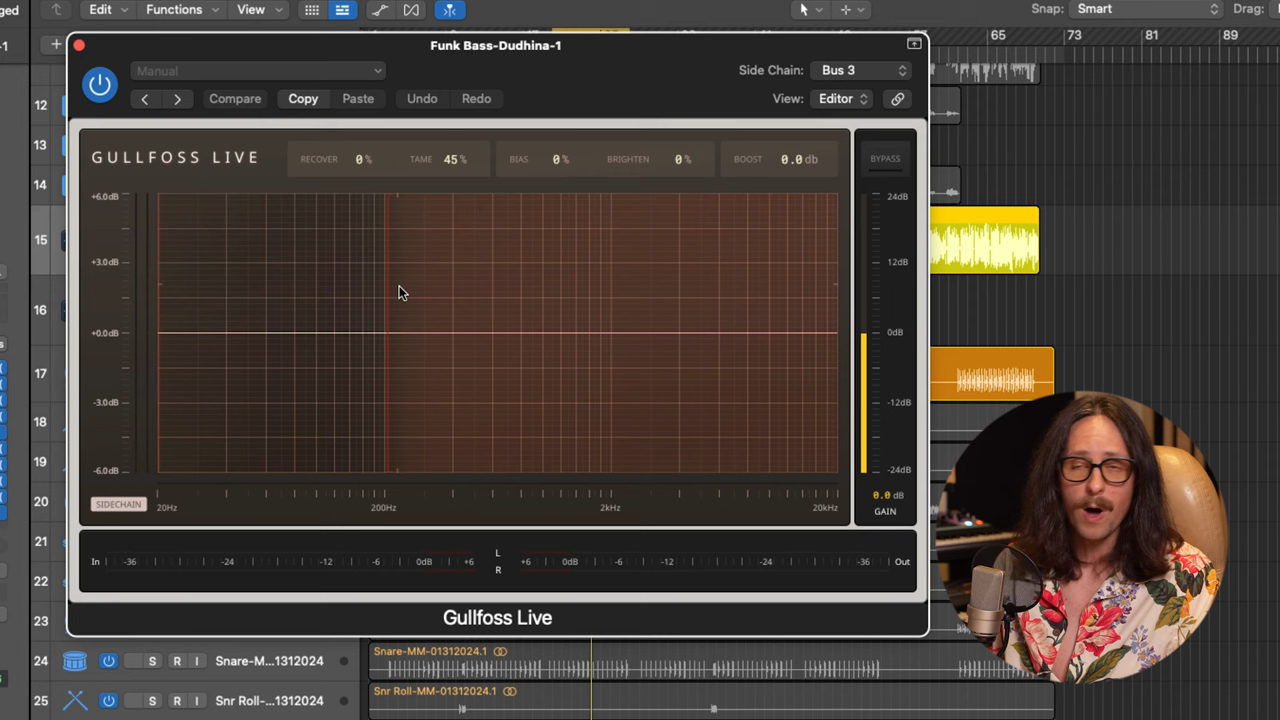 ged
Edit
Functions
View
Snap:
Smart
Drag:
-1
65
73
81
89
Funk Bass-Dudhina-1
Manual
Side Chain:
Bus 3
Compare
Copy
Paste
Undo
Redo
View:
Editor
GULLFOSS LIVE
RECOVER
0%
TAME
45%
BIAS
0%
BRIGHTEN
0%
BOOST
0.0db
BYPASS
+6.0dB
+3.0dB
+0.0dB
-3.0dB
-6.0dB
24dB
12dB
0dB
-12dB
-24dB
SIDECHAIN
20Hz
200Hz
2kHz
20kHz
0.0 dB
GAIN
In
-36
-24
-12
-6
0dB
+6
L
R
+6
0dB
-6
-12
-24
-36
Out
Gullfoss Live
12
13
14
15
16
17
18
19
20
21
22
23
24
S
R
I
Snare-M...1312024
Snare-MM-01312024.1
25
S
R
I
Snr Roll-...1312024
Snr Roll-MM-01312024.1